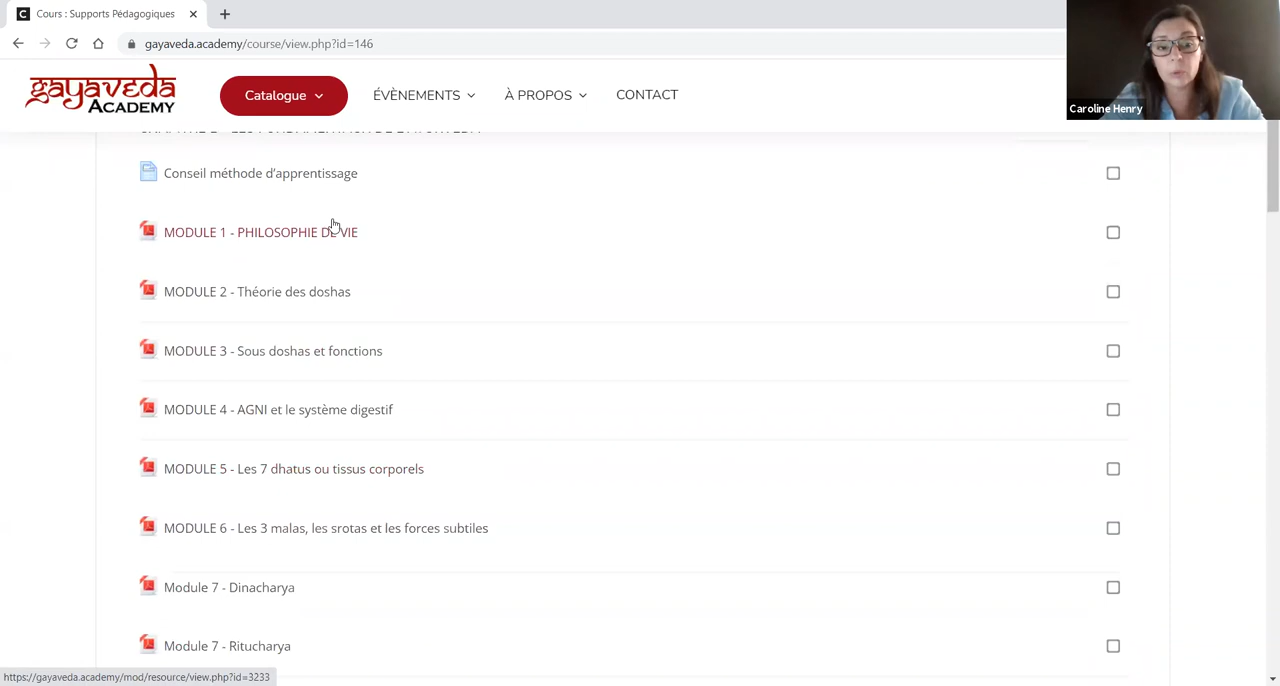 Cours : Supports Pédagogiques
gayaveda.academy/course/view.php?id=146
gayaveda
ACADEMY
Catalogue
ÉVÈNEMENTS
À PROPOS
CONTACT
Caroline Henry
Conseil méthode d'apprentissage
MODULE 1 - PHILOSOPHIE DE VIE
MODULE 2 - Théorie des doshas
MODULE 3 - Sous doshas et fonctions
MODULE 4 - AGNI et le système digestif
MODULE 5 - Les 7 dhatus ou tissus corporels
MODULE 6 - Les 3 malas, les srotas et les forces subtiles
Module 7 - Dinacharya
Module 7 - Ritucharya
https://gayaveda.academy/mod/resource/view.php?id=3233